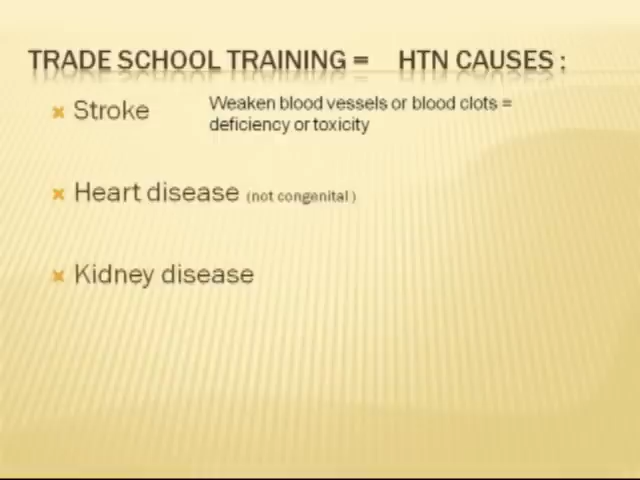 TRADE SCHOOL TRAINING = HTN CAUSES :
Stroke
Weaken blood vessels or blood clots =
deficiency or toxicity
Heart disease (not congenital )
Kidney disease